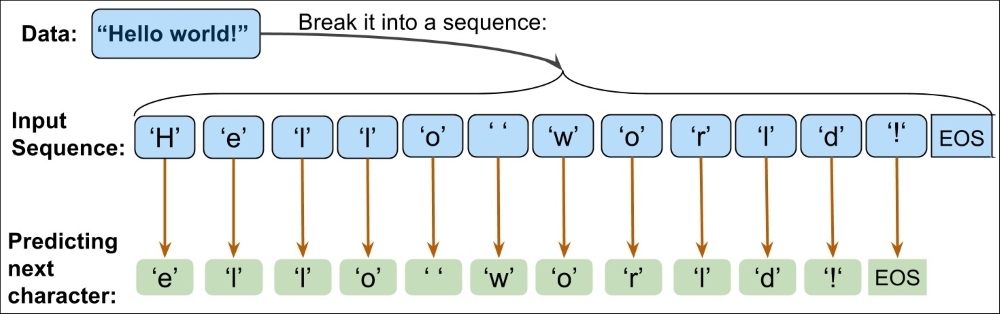 Data: “Hello world!” Break it into a sequence:
Input
Sequence: ‘H’ ‘e’ ‘l’ ‘l’ ‘o’ ‘ ‘ ‘w’ ‘o’ ‘r’ ‘l’ ‘d’ ‘!‘ EOS
Predicting
next
character: ‘e’ ‘l’ ‘l’ ‘o’ ‘ ‘ ‘w’ ‘o’ ‘r’ ‘l’ ‘d’ ‘!‘ EOS